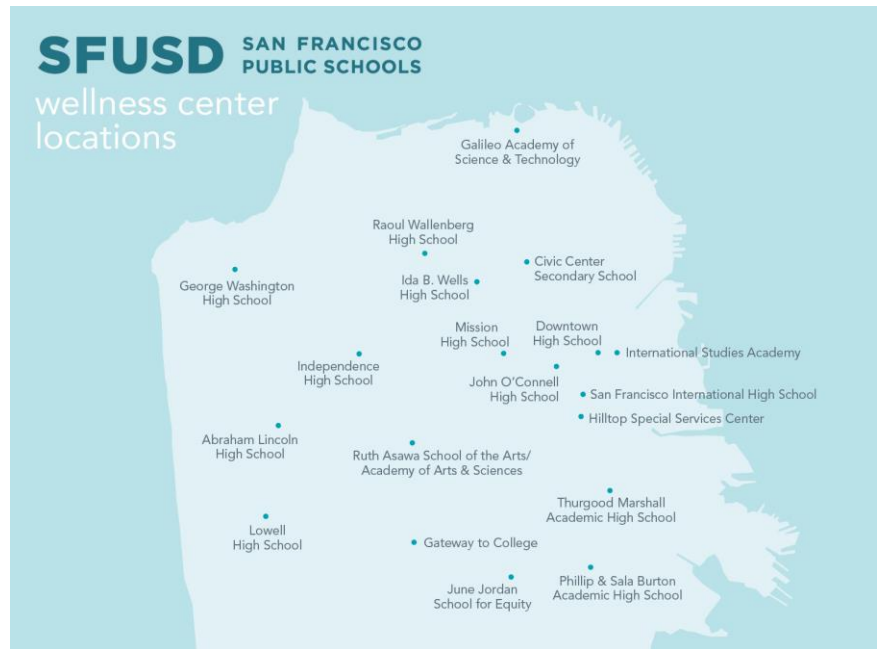 SFUSD SAN FRANCISCO
PUBLIC SCHOOLS
wellness center
locations
Galileo Academy of
Science & Technology
Raoul Wallenberg
High School
Civic Center
Secondary School
George Washington
High School
Ida B. Wells
High School
Mission
High School
Downtown
High School
International Studies Academy
Independence
High School
John O'Connell
High School
San Francisco International High School
Hilltop Special Services Center
Abraham Lincoln
High School
Ruth Asawa School of the Arts/
Academy of Arts & Sciences
Thurgood Marshall
Academic High School
Lowell
High School
Gateway to College
June Jordan
School for Equity
Phillip & Sala Burton
Academic High School